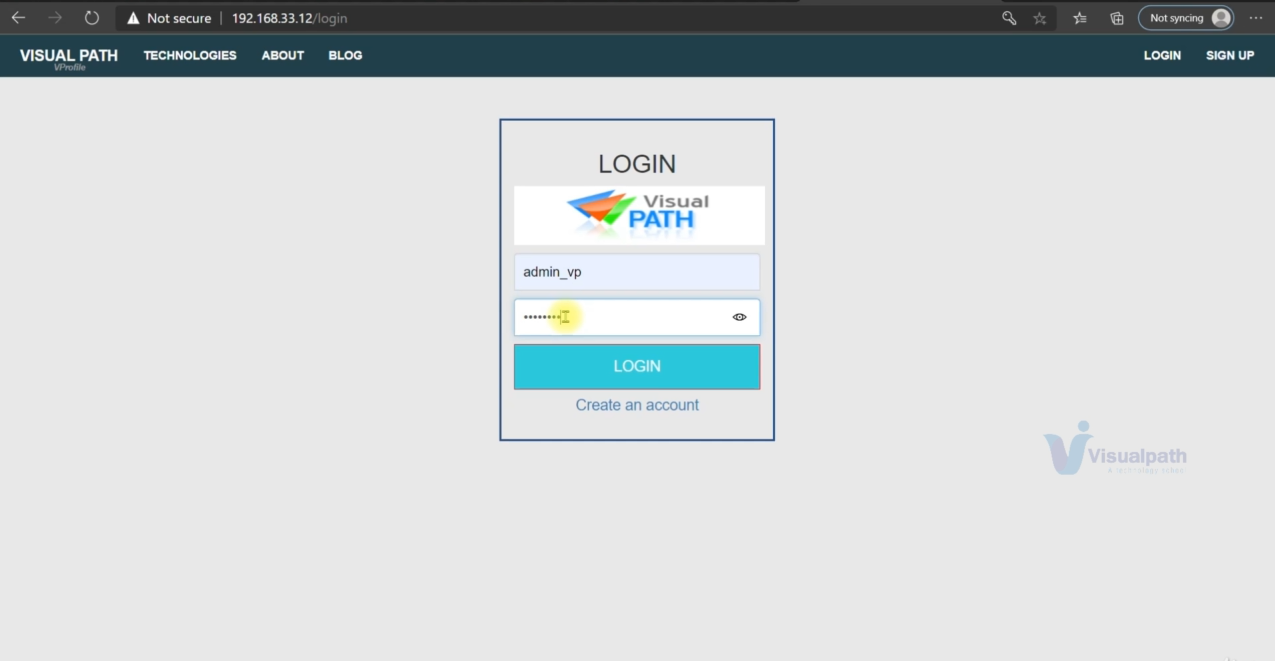 Not secure | 192.168.33.12/login
Not syncing
VISUAL PATH
VProfile
TECHNOLOGIES
ABOUT
BLOG
LOGIN
SIGN UP
LOGIN
Visual
PATH
admin_vp
••••••••
LOGIN
Create an account
Visualpath